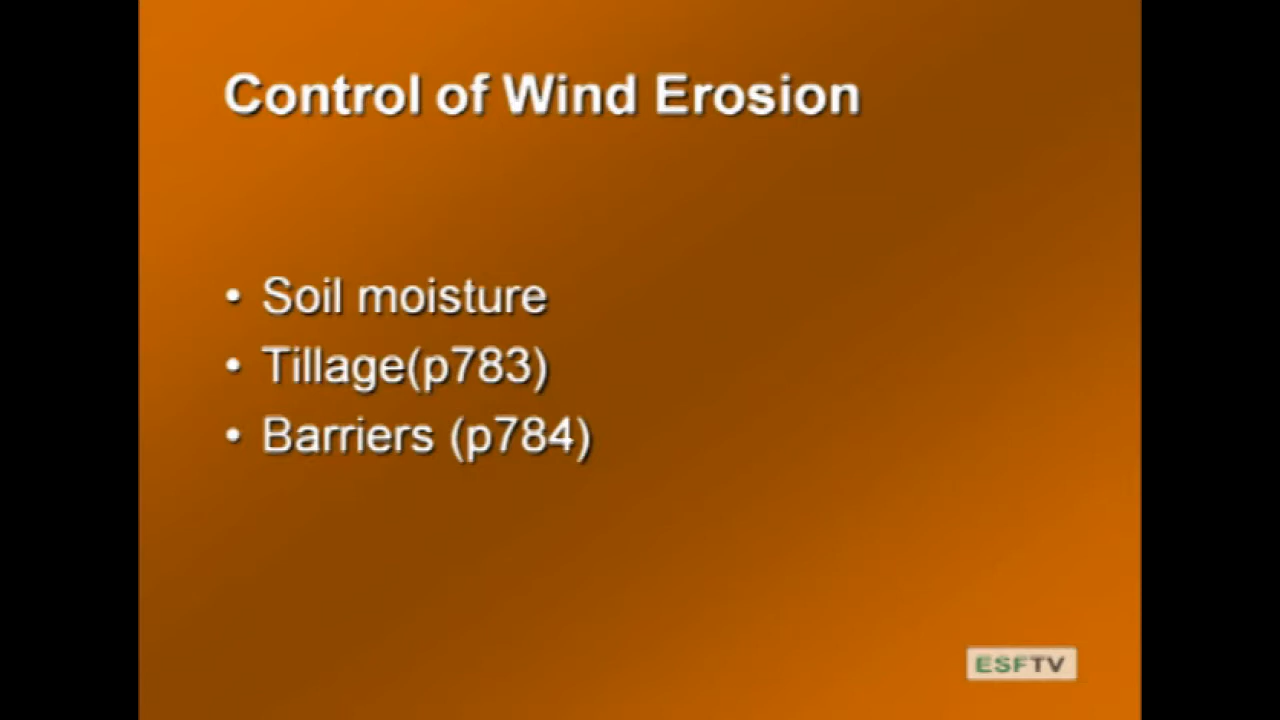 Control of Wind Erosion
• Soil moisture
• Tillage(p783)
• Barriers (p784)
ESFTV